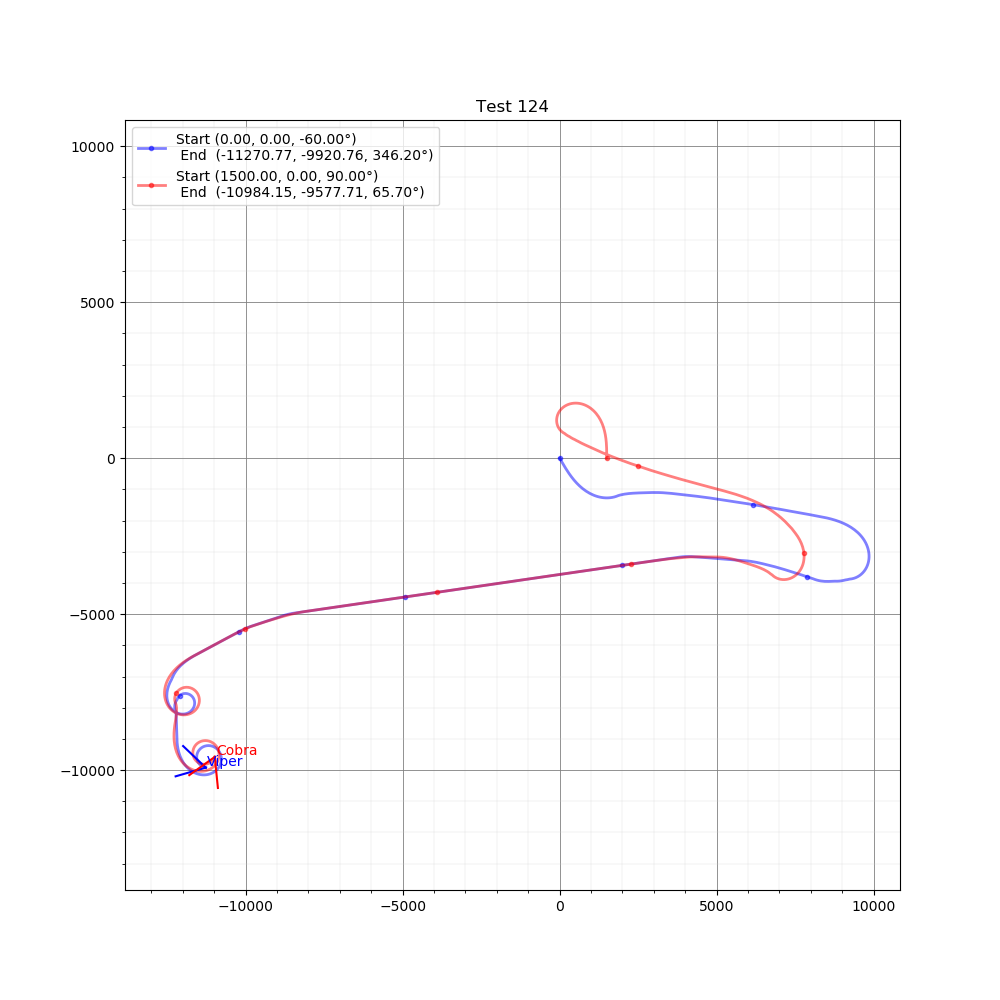 Test 124
Start (0.00, 0.00, -60.00°)
End (-11270.77, -9920.76, 346.20°)
Start (1500.00, 0.00, 90.00°)
End (-10984.15, -9577.71, 65.70°)
10000
5000
0
−5000
−10000
Cobra
Viper
−10000
−5000
0
5000
10000